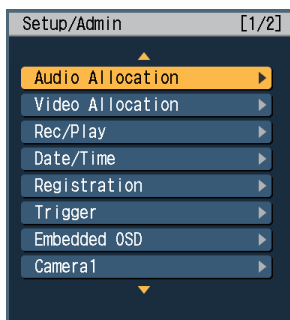 Setup/Admin [1/2]
Audio Allocation
Video Allocation
Rec/Play
Date/Time
Registration
Trigger
Embedded OSD
Camera1